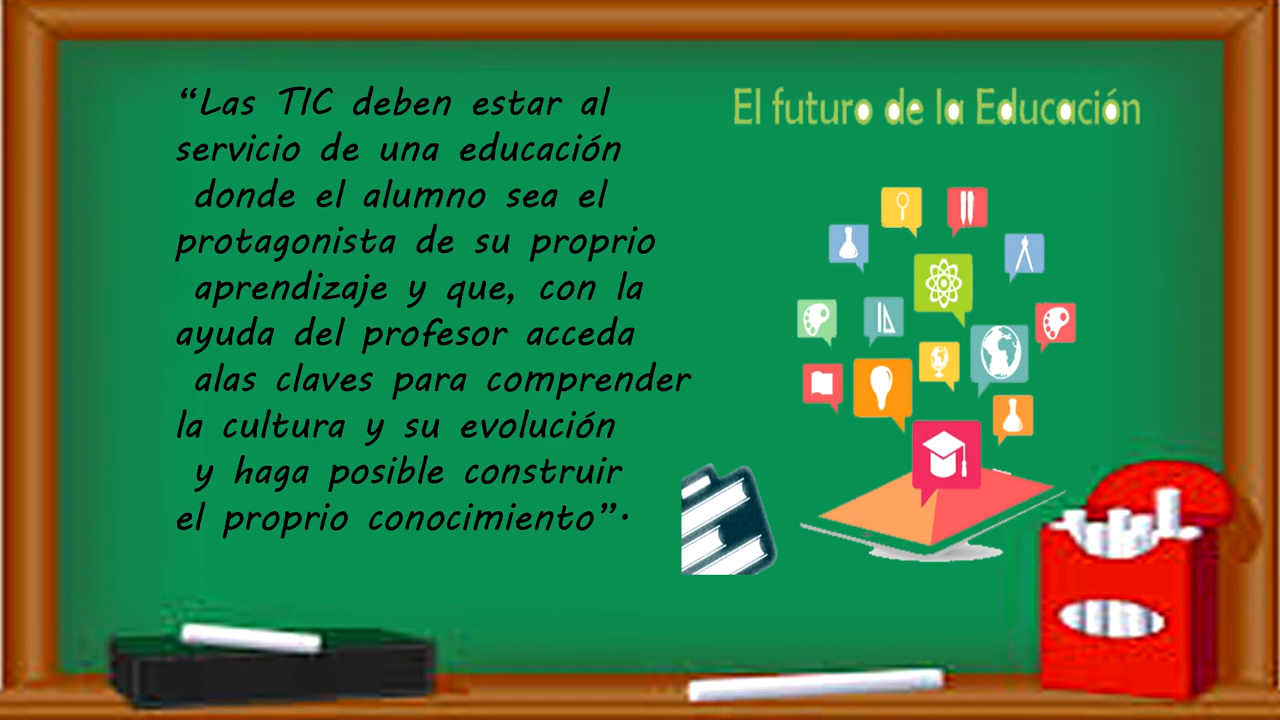 “Las TIC deben estar al
servicio de una educación
donde el alumno sea el
protagonista de su proprio
aprendizaje y que, con la
ayuda del profesor acceda
alas claves para comprender
la cultura y su evolución
y haga posible construir
el proprio conocimiento”.
El futuro de la Educación